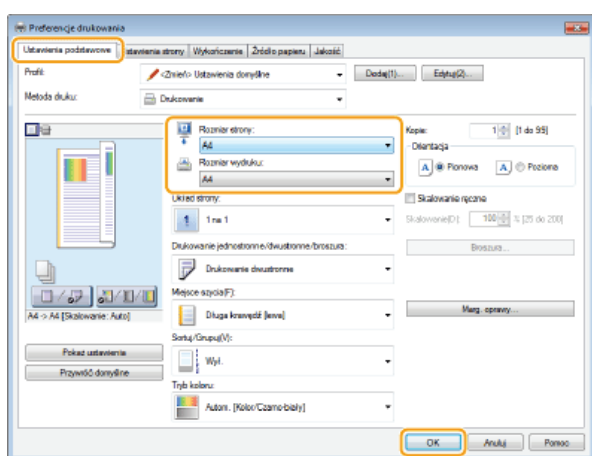 Preferencje drukowania
Ustawienia podstawowe Ustawienia strony Wykończenie Źródło papieru Jakość
Profil: <Zmień> Ustawienia domyślne Dodaj(1)... Edytuj(2)...
Metoda druku: Drukowanie
Rozmiar strony:
A4
Rozmiar wydruku:
A4
Kopie: 1 [1 do 99]
Orientacja
A Pionowa A Pozioma
Układ strony:
1 1 na 1
Skalowanie ręczne
Skalowanie(D): 100 % [25 do 200]
Drukowanie jednostronne/dwustronne/broszura:
Drukowanie dwustronne
Broszura...
Miejsce szycia(F):
Długa krawędź [lewa]
Marg. oprawy...
A4 -> A4 [Skalowanie: Auto]
Sortuj/Grupuj(V):
Wył.
Pokaż ustawienia
Przywróć domyślne
Tryb koloru:
Autom. [Kolor/Czarno-biały]
OK Anuluj Pomoc